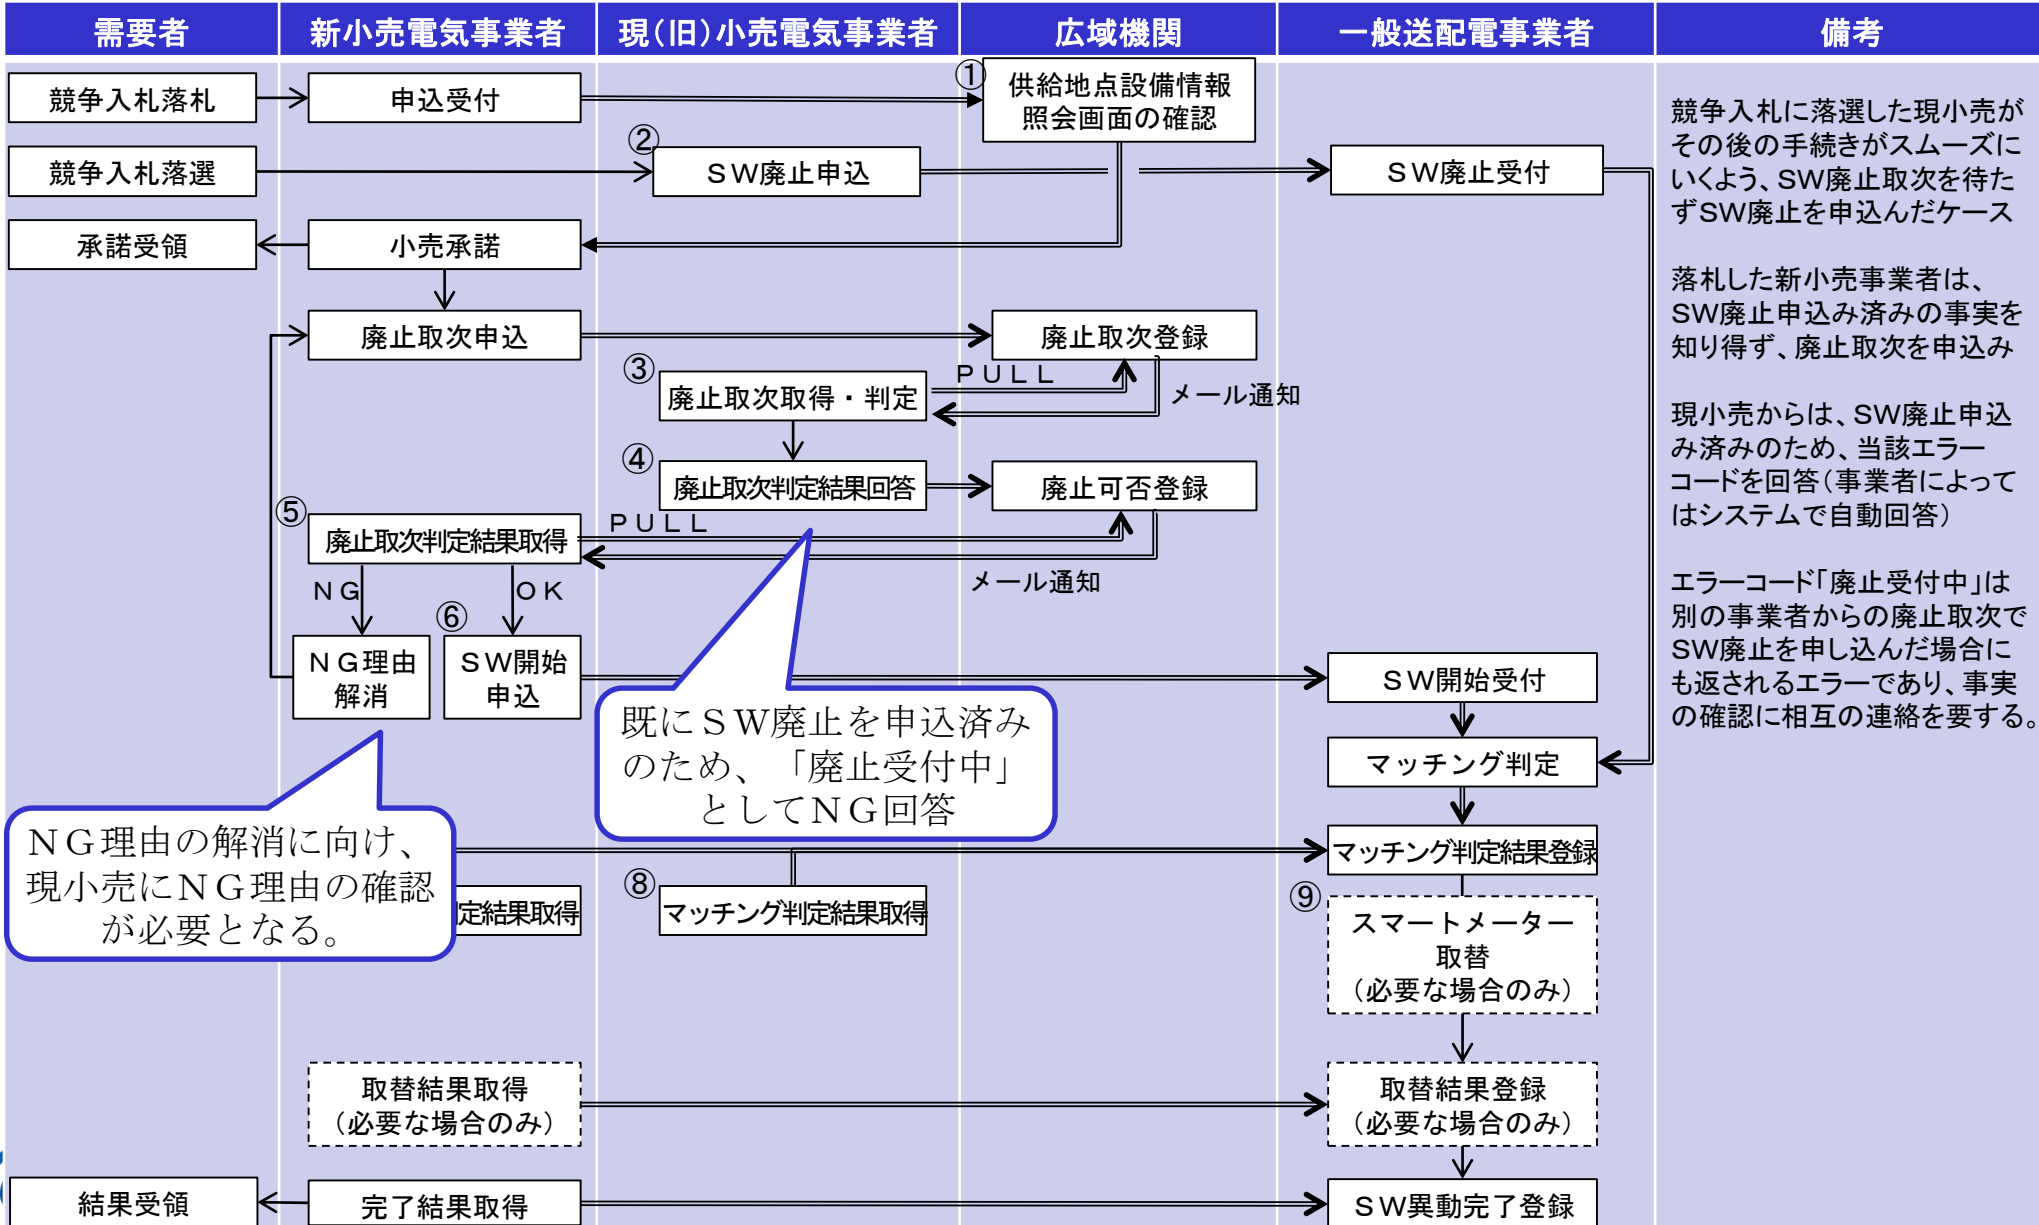 需要者
新小売電気事業者
現(旧)小売電気事業者
広域機関
一般送配電事業者
備考
競争入札落札
申込受付
①
供給地点設備情報
照会画面の確認
競争入札落選
②
ＳＷ廃止申込
ＳＷ廃止受付
承諾受領
小売承諾
廃止取次申込
廃止取次登録
③
廃止取次取得・判定
ＰＵＬＬ
メール通知
④
廃止取次判定結果回答
廃止可否登録
⑤
廃止取次判定結果取得
ＰＵＬＬ
メール通知
ＮＧ
ＯＫ
ＮＧ理由
解消
⑥
ＳＷ開始
申込
ＳＷ開始受付
既にＳＷ廃止を申込済み
のため、「廃止受付中」
としてＮＧ回答
マッチング判定
ＮＧ理由の解消に向け、
現小売にＮＧ理由の確認
が必要となる。
マッチング判定結果登録
定結果取得
⑧
マッチング判定結果取得
⑨
スマートメーター
取替
（必要な場合のみ）
取替結果取得
（必要な場合のみ）
取替結果登録
（必要な場合のみ）
結果受領
完了結果取得
ＳＷ異動完了登録
競争入札に落選した現小売が
その後の手続きがスムーズに
いくよう、SW廃止取次を待た
ずSW廃止を申込んだケース
落札した新小売事業者は、
SW廃止申込み済みの事実を
知り得ず、廃止取次を申込み
現小売からは、SW廃止申込
み済みのため、当該エラー
コードを回答（事業者によって
はシステムで自動回答）
エラーコード「廃止受付中」は
別の事業者からの廃止取次で
SW廃止を申し込んだ場合に
も返されるエラーであり、事実
の確認に相互の連絡を要する。